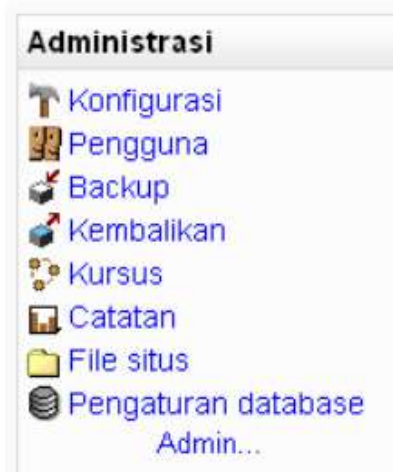 Administrasi
Konfigurasi
Pengguna
Backup
Kembalikan
Kursus
Catatan
File situs
Pengaturan database
Admin...